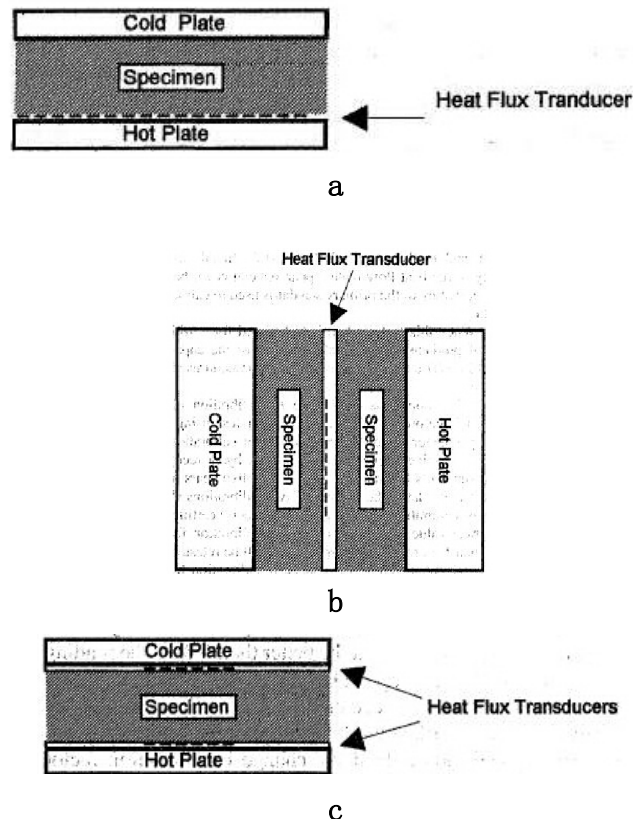 Cold Plate
Specimen
Heat Flux Tranducer
Hot Plate
a
Heat Flux Transducer
Cold Plate
Specimen
Specimen
Hot Plate
b
Cold Plate
Specimen
Heat Flux Transducers
Hot Plate
c